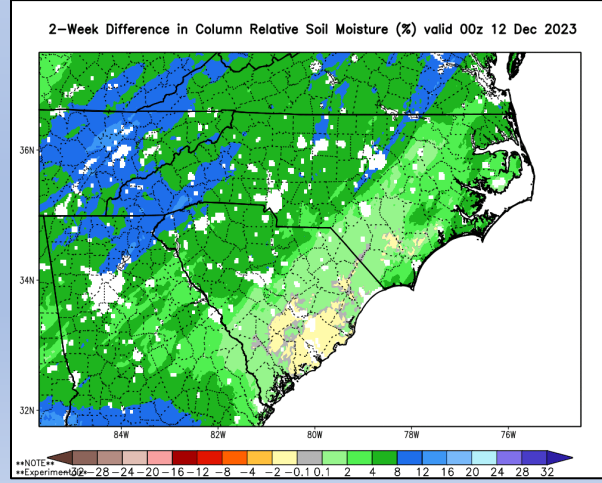 2-Week Difference in Column Relative Soil Moisture (%) valid 00z 12 Dec 2023
36N
34N
32N
84W 82W 80W 78W 76W
**NOTE**
**Experimental** -32 -28 -24 -20 -16 -12 -8 -4 -2 -0.1 0.1 2 4 8 12 16 20 24 28 32